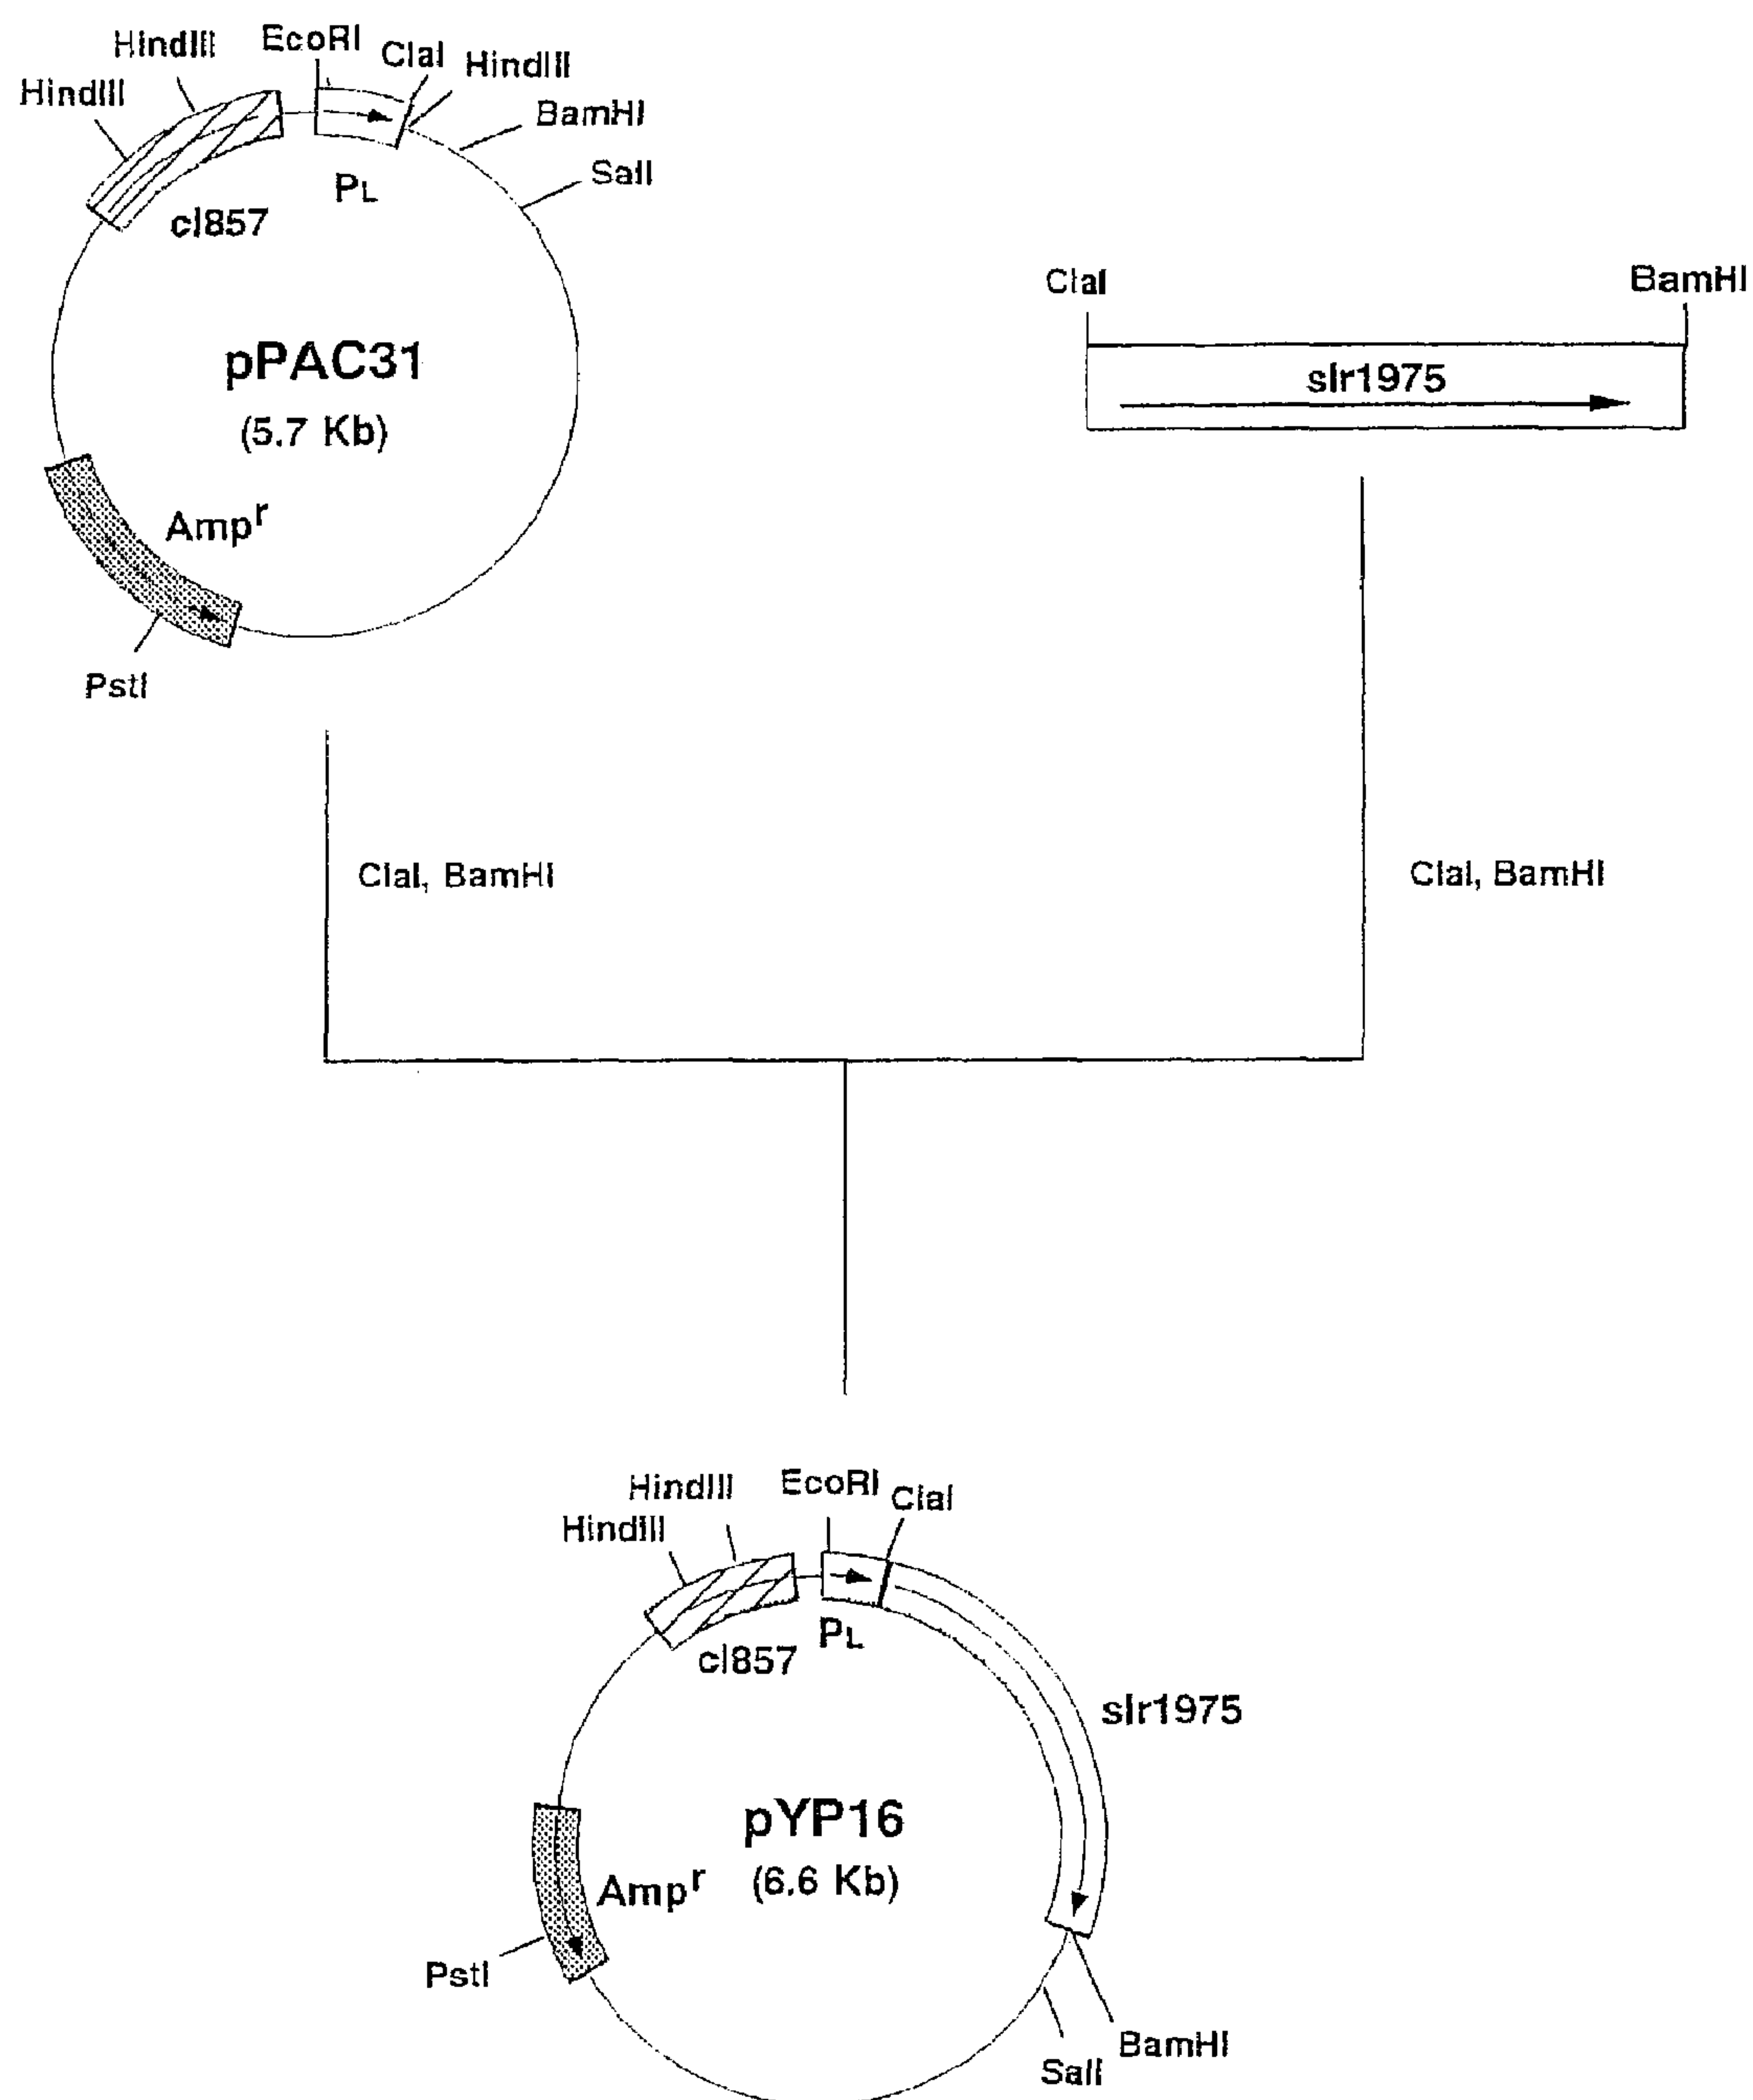 HindIII
HindIII
EcoRI
ClaI
HindIII
BamHI
SalI
PL
cI857
pPAC31
(5.7 Kb)
Ampr
PstI
ClaI
BamHI
slr1975
ClaI, BamHI
ClaI, BamHI
HindIII
HindIII
EcoRI
ClaI
PL
cI857
slr1975
pYP16
(6.6 Kb)
Ampr
PstI
BamHI
SalI